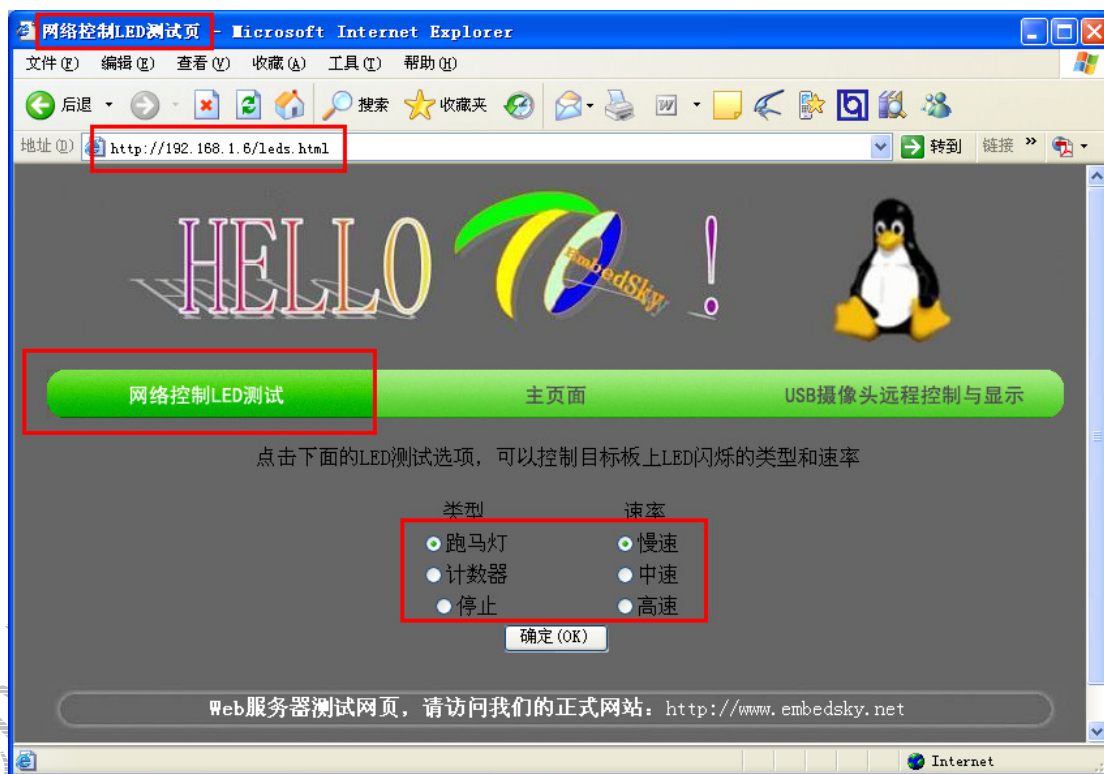 网络控制LED测试页 - Microsoft Internet Explorer
文件(F) 编辑(E) 查看(V) 收藏(A) 工具(T) 帮助(H)
后退 搜索 收藏夹
地址(D) http://192.168.1.6/leds.html 转到 链接 »
HELLO TO !
EmbedSky
网络控制LED测试 主页面 USB摄像头远程控制与显示
点击下面的LED测试选项，可以控制目标板上LED闪烁的类型和速率
类型 速率
跑马灯 慢速
计数器 中速
停止 高速
确定(OK)
Web服务器测试网页，请访问我们的正式网站：http://www.embedsky.net
Internet